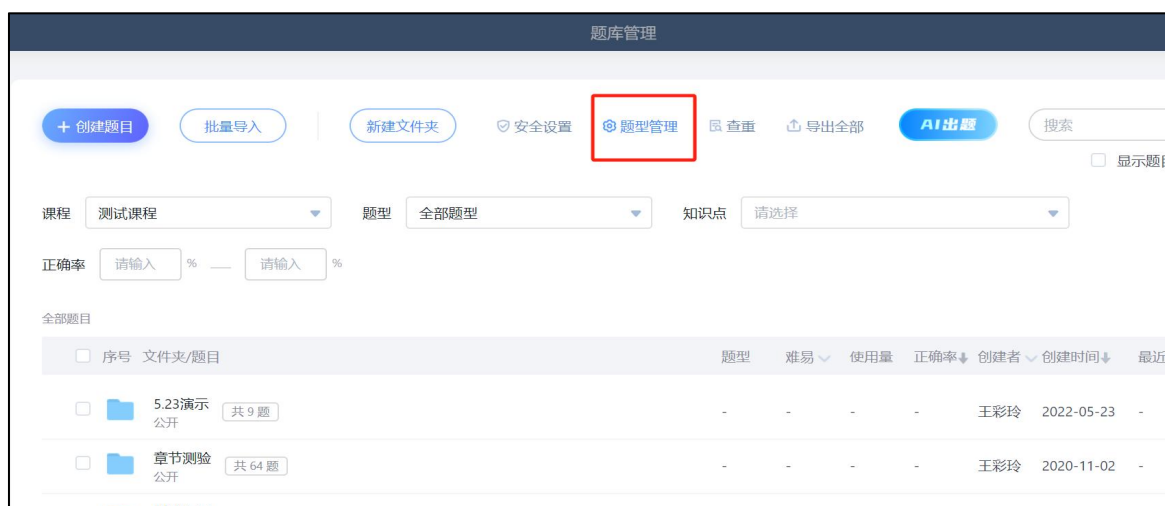 题库管理
+ 创建题目 批量导入 新建文件夹 安全设置 题型管理 查重 导出全部 AI出题 搜索
显示题目
课程 测试课程 题型 全部题型 知识点 请选择
正确率 请输入 % — 请输入 %
全部题目
序号 文件夹/题目 题型 难易 使用量 正确率 创建者 创建时间 最近
5.23演示 共 9 题 - - - - 王彩玲 2022-05-23 -
公开
章节测验 共 64 题 - - - - 王彩玲 2020-11-02 -
公开